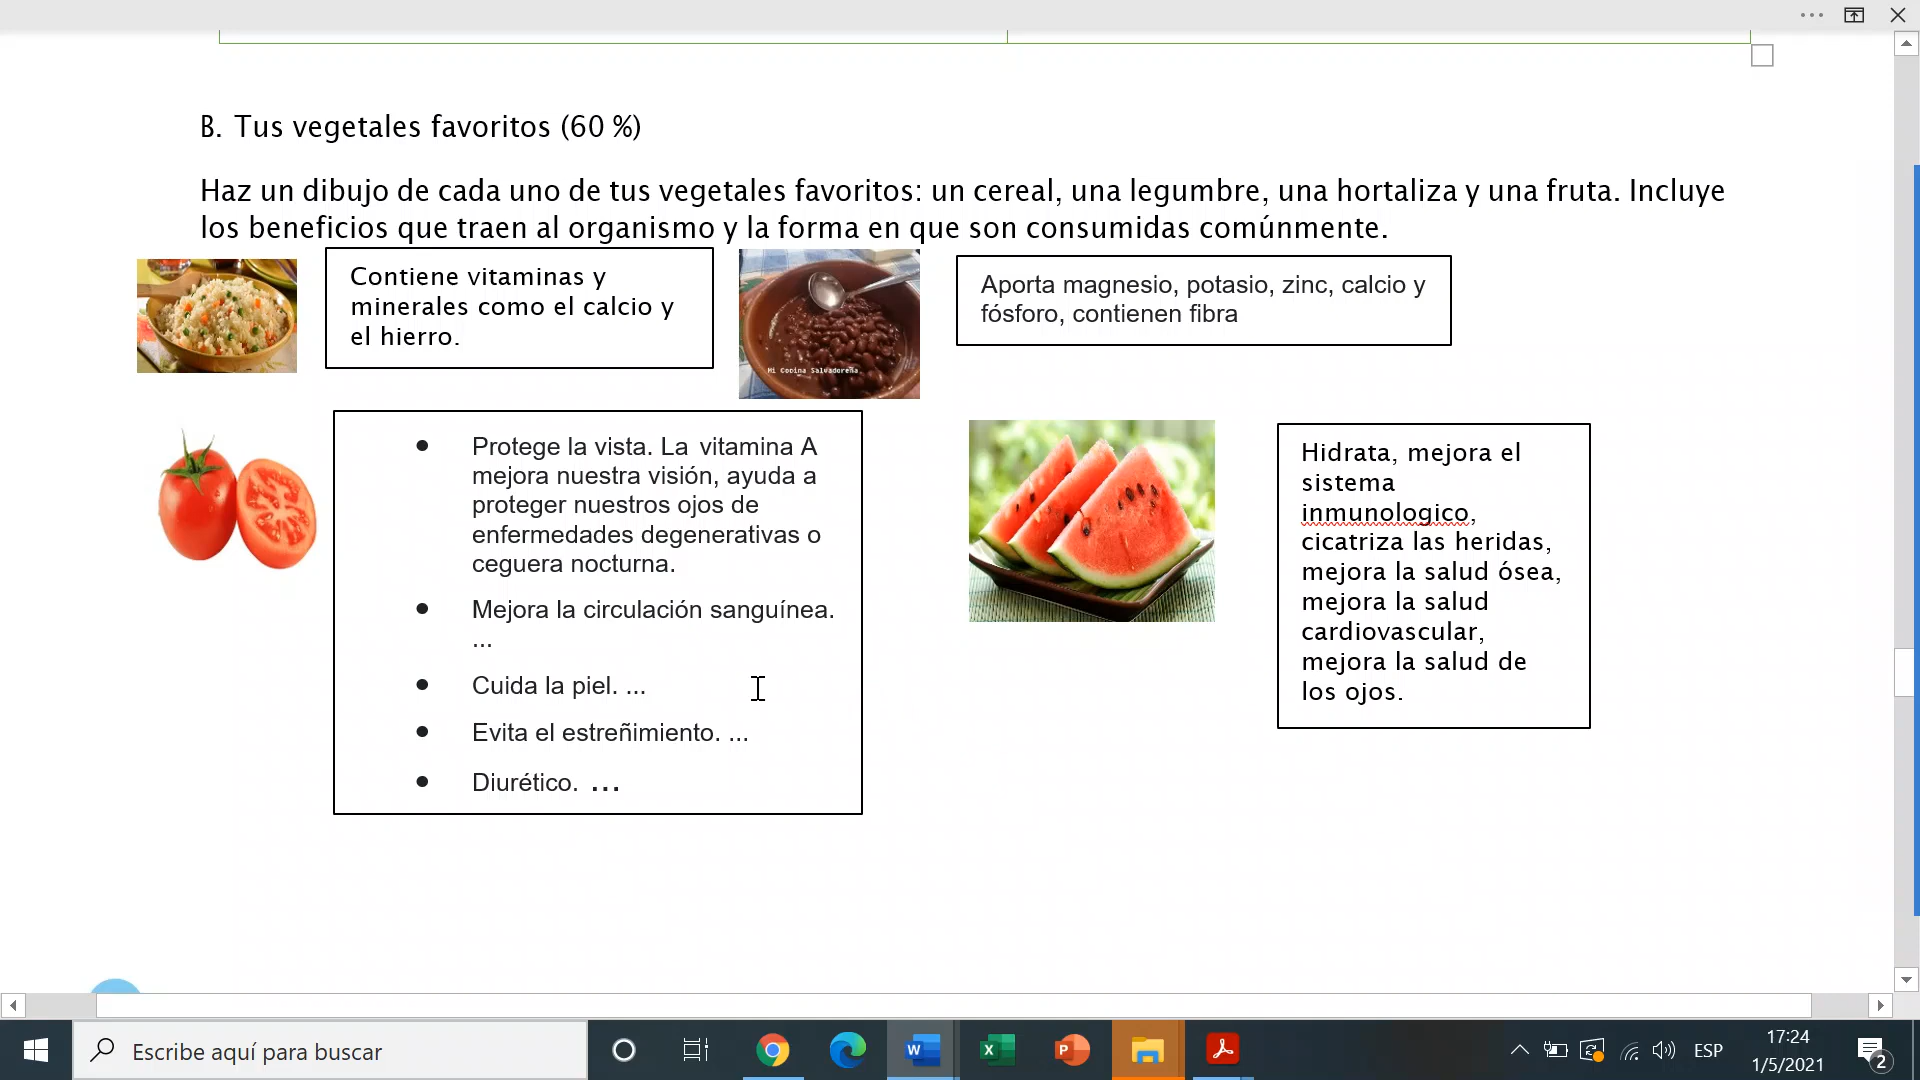 B. Tus vegetales favoritos (60 %)
Haz un dibujo de cada uno de tus vegetales favoritos: un cereal, una legumbre, una hortaliza y una fruta. Incluye
los beneficios que traen al organismo y la forma en que son consumidas comúnmente.
Contiene vitaminas y
minerales como el calcio y
el hierro.
Mi Cocina Salvadoreña
Aporta magnesio, potasio, zinc, calcio y
fósforo, contienen fibra
• Protege la vista. La vitamina A
mejora nuestra visión, ayuda a
proteger nuestros ojos de
enfermedades degenerativas o
ceguera nocturna.
• Mejora la circulación sanguínea.
...
• Cuida la piel. ...
• Evita el estreñimiento. ...
• Diurético. ...
Hidrata, mejora el
sistema
inmunologico,
cicatriza las heridas,
mejora la salud ósea,
mejora la salud
cardiovascular,
mejora la salud de
los ojos.
Escribe aquí para buscar
W
X
P
ESP
17:24
1/5/2021
2